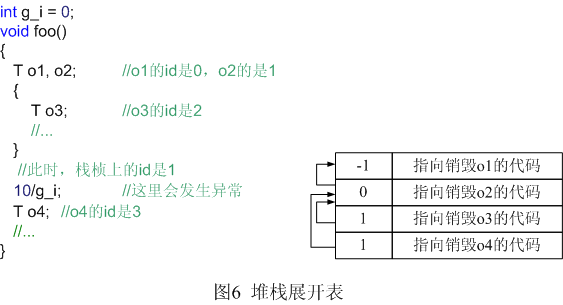 int g_i = 0;
void foo()
{
T o1, o2; //o1的id是0，o2的是1
{
T o3; //o3的id是2
//...
}
//此时，栈桢上的id是1
10/g_i; //这里会发生异常
T o4; //o4的id是3
//...
}
-1 指向销毁o1的代码
0 指向销毁o2的代码
1 指向销毁o3的代码
1 指向销毁o4的代码
图6 堆栈展开表